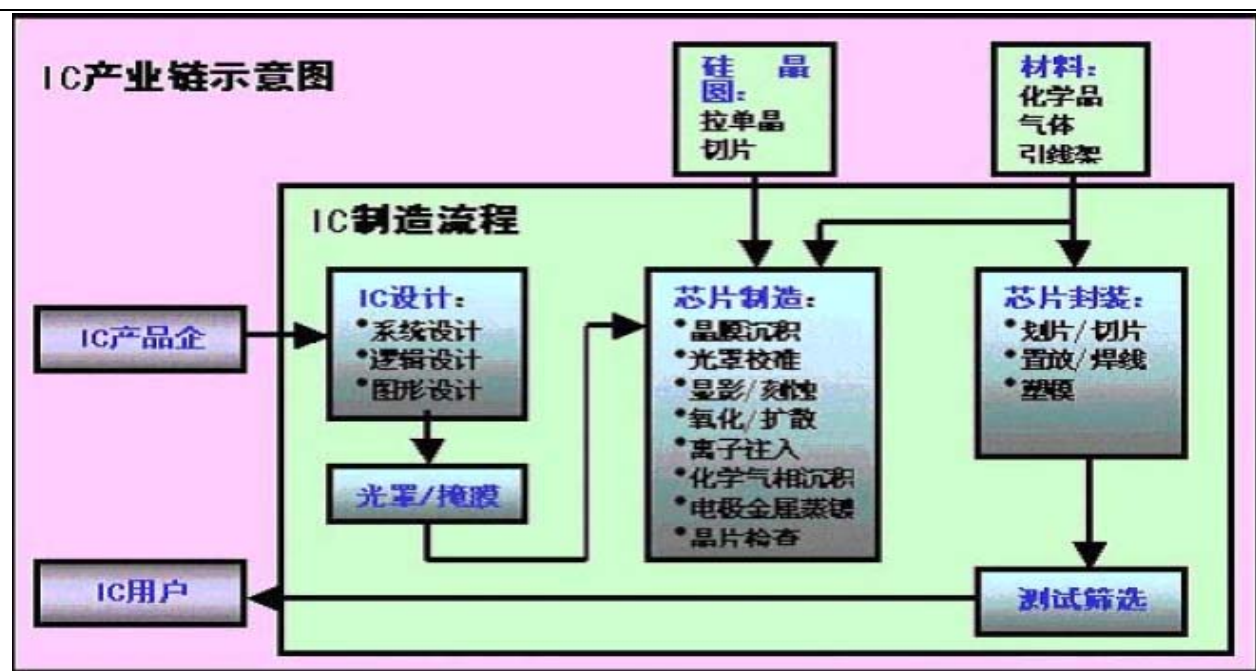 IC产业链示意图
硅 晶
圆:
拉单晶
切片
材料:
化学品
气体
引线架
IC制造流程
IC产品企
IC设计:
•系统设计
•逻辑设计
•图形设计
光罩/掩膜
芯片制造:
•晶膜沉积
•光罩校准
•显影/刻蚀
•氧化/扩散
•离子注入
•化学气相沉积
•电极金属蒸镀
•晶片检查
芯片封装:
•划片/切片
•置放/焊线
•塑模
测试筛选
IC用户